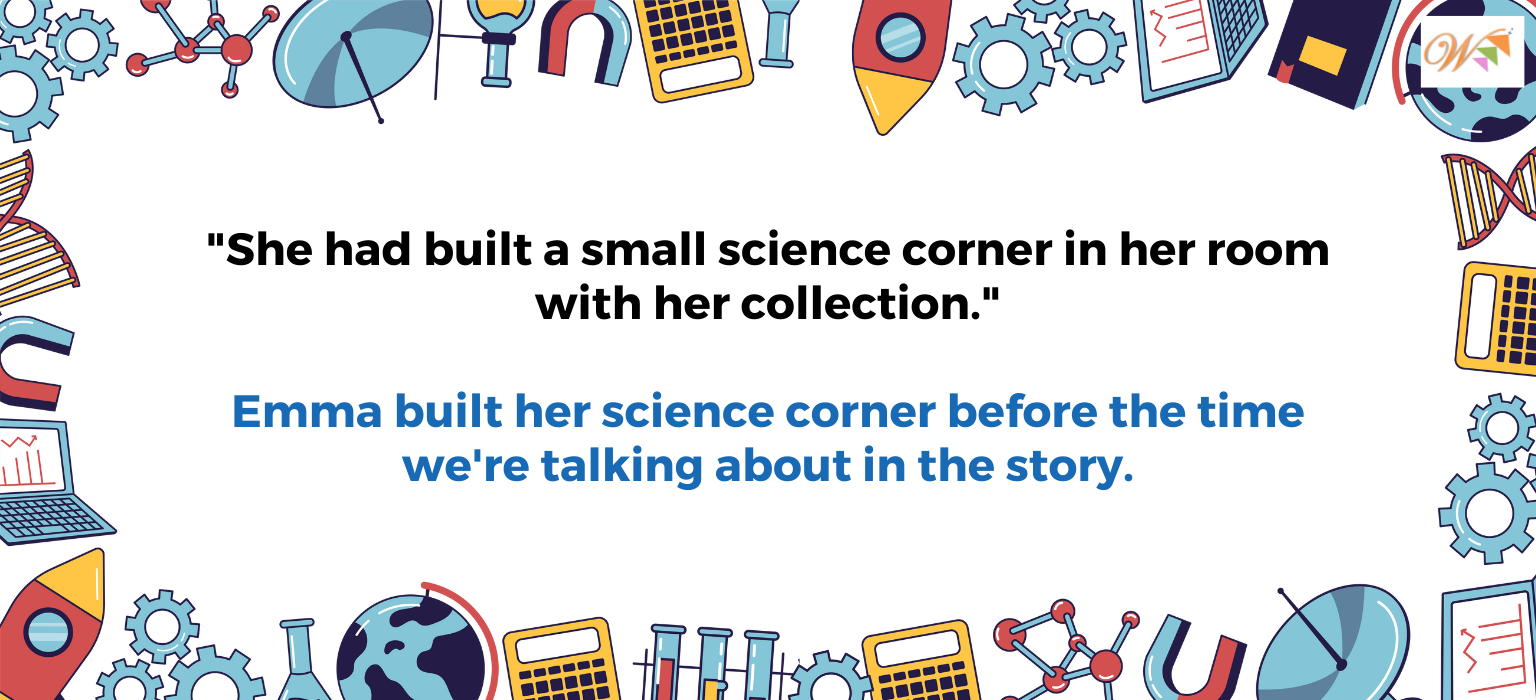 W
"She had built a small science corner in her room
with her collection."
Emma built her science corner before the time
we're talking about in the story.